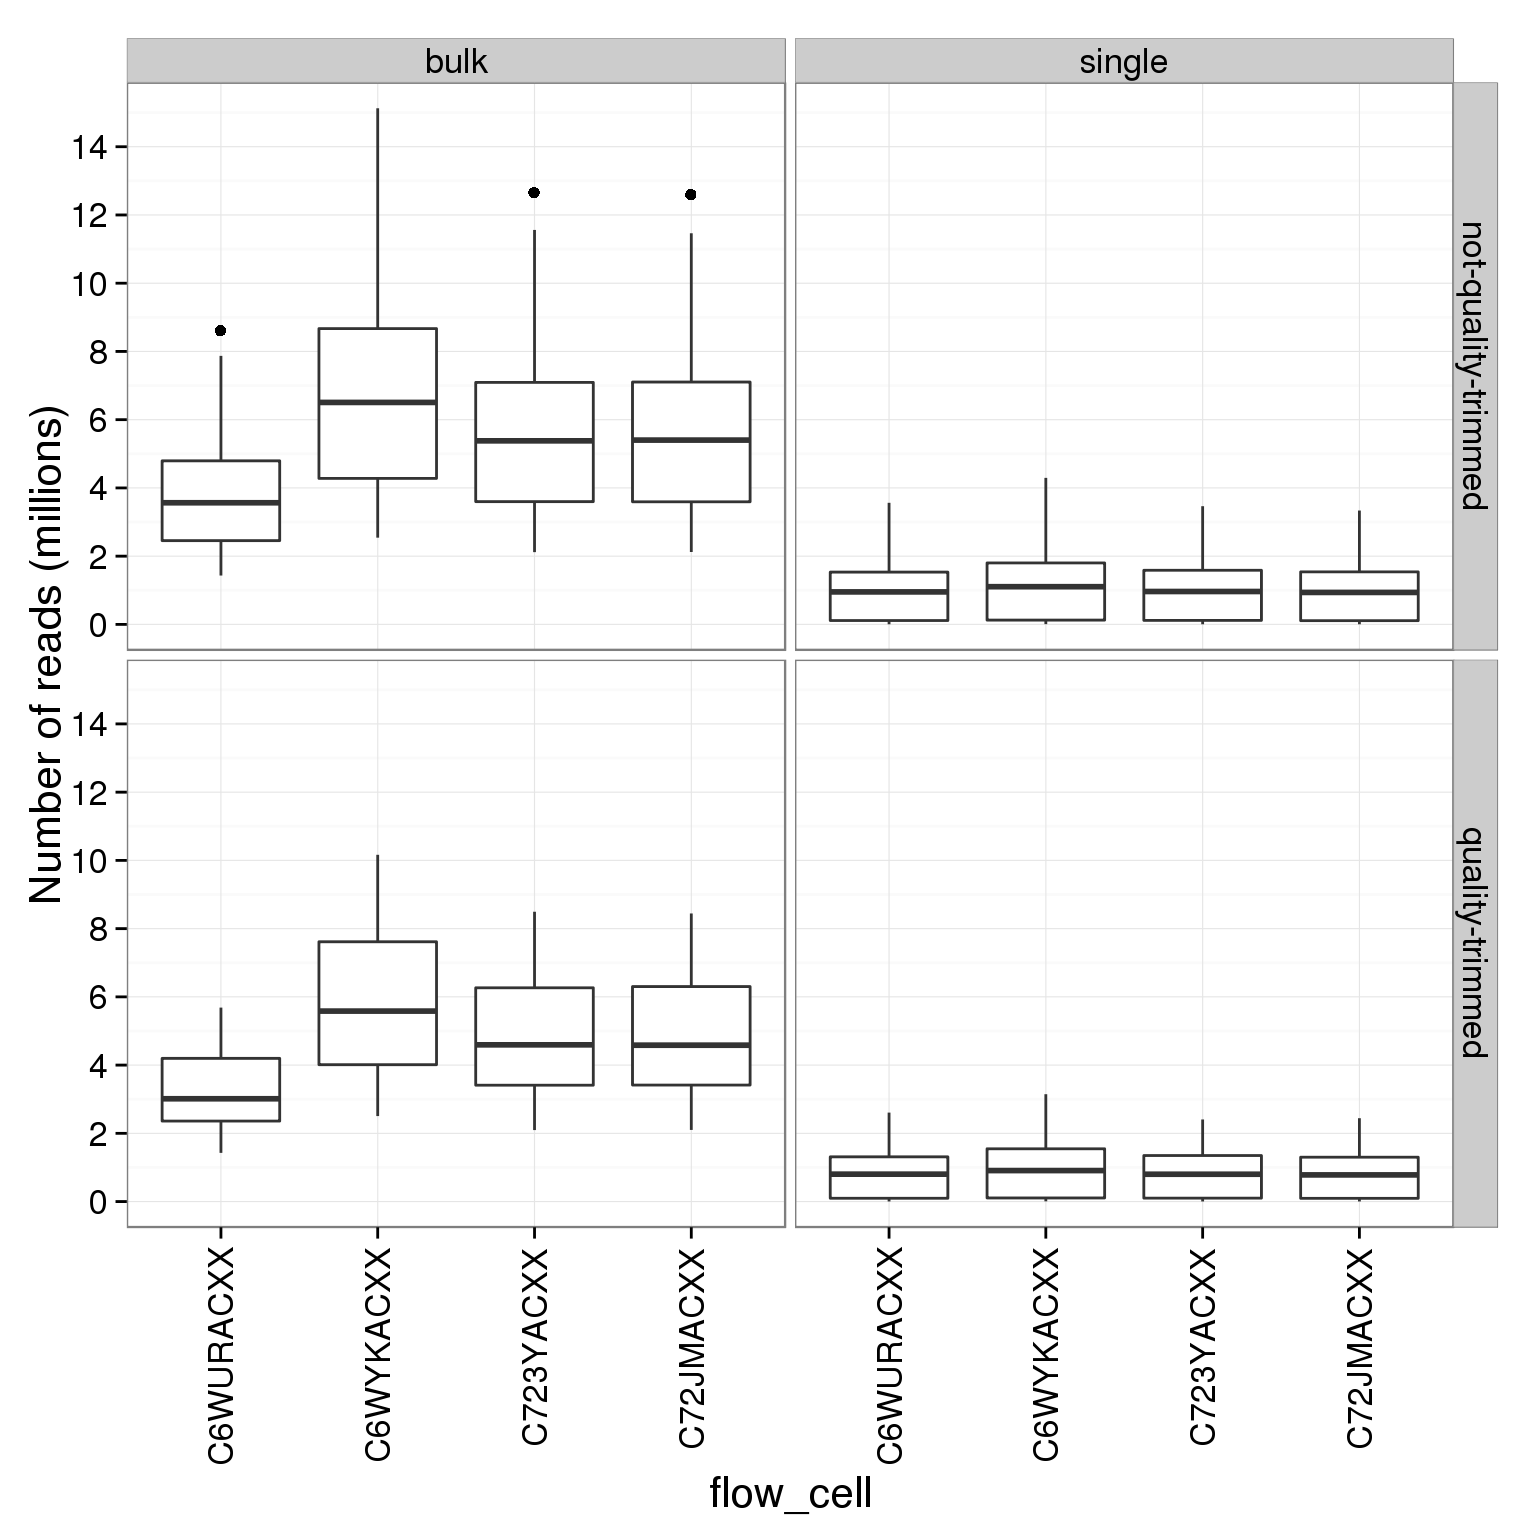 bulk
single
Number of reads (millions)
14
12
10
8
6
4
2
0
not-quality-trimmed
14
12
10
8
6
4
2
0
quality-trimmed
C6WURACXX
C6WYKACXX
C723YACXX
C72JMACXX
C6WURACXX
C6WYKACXX
C723YACXX
C72JMACXX
flow_cell